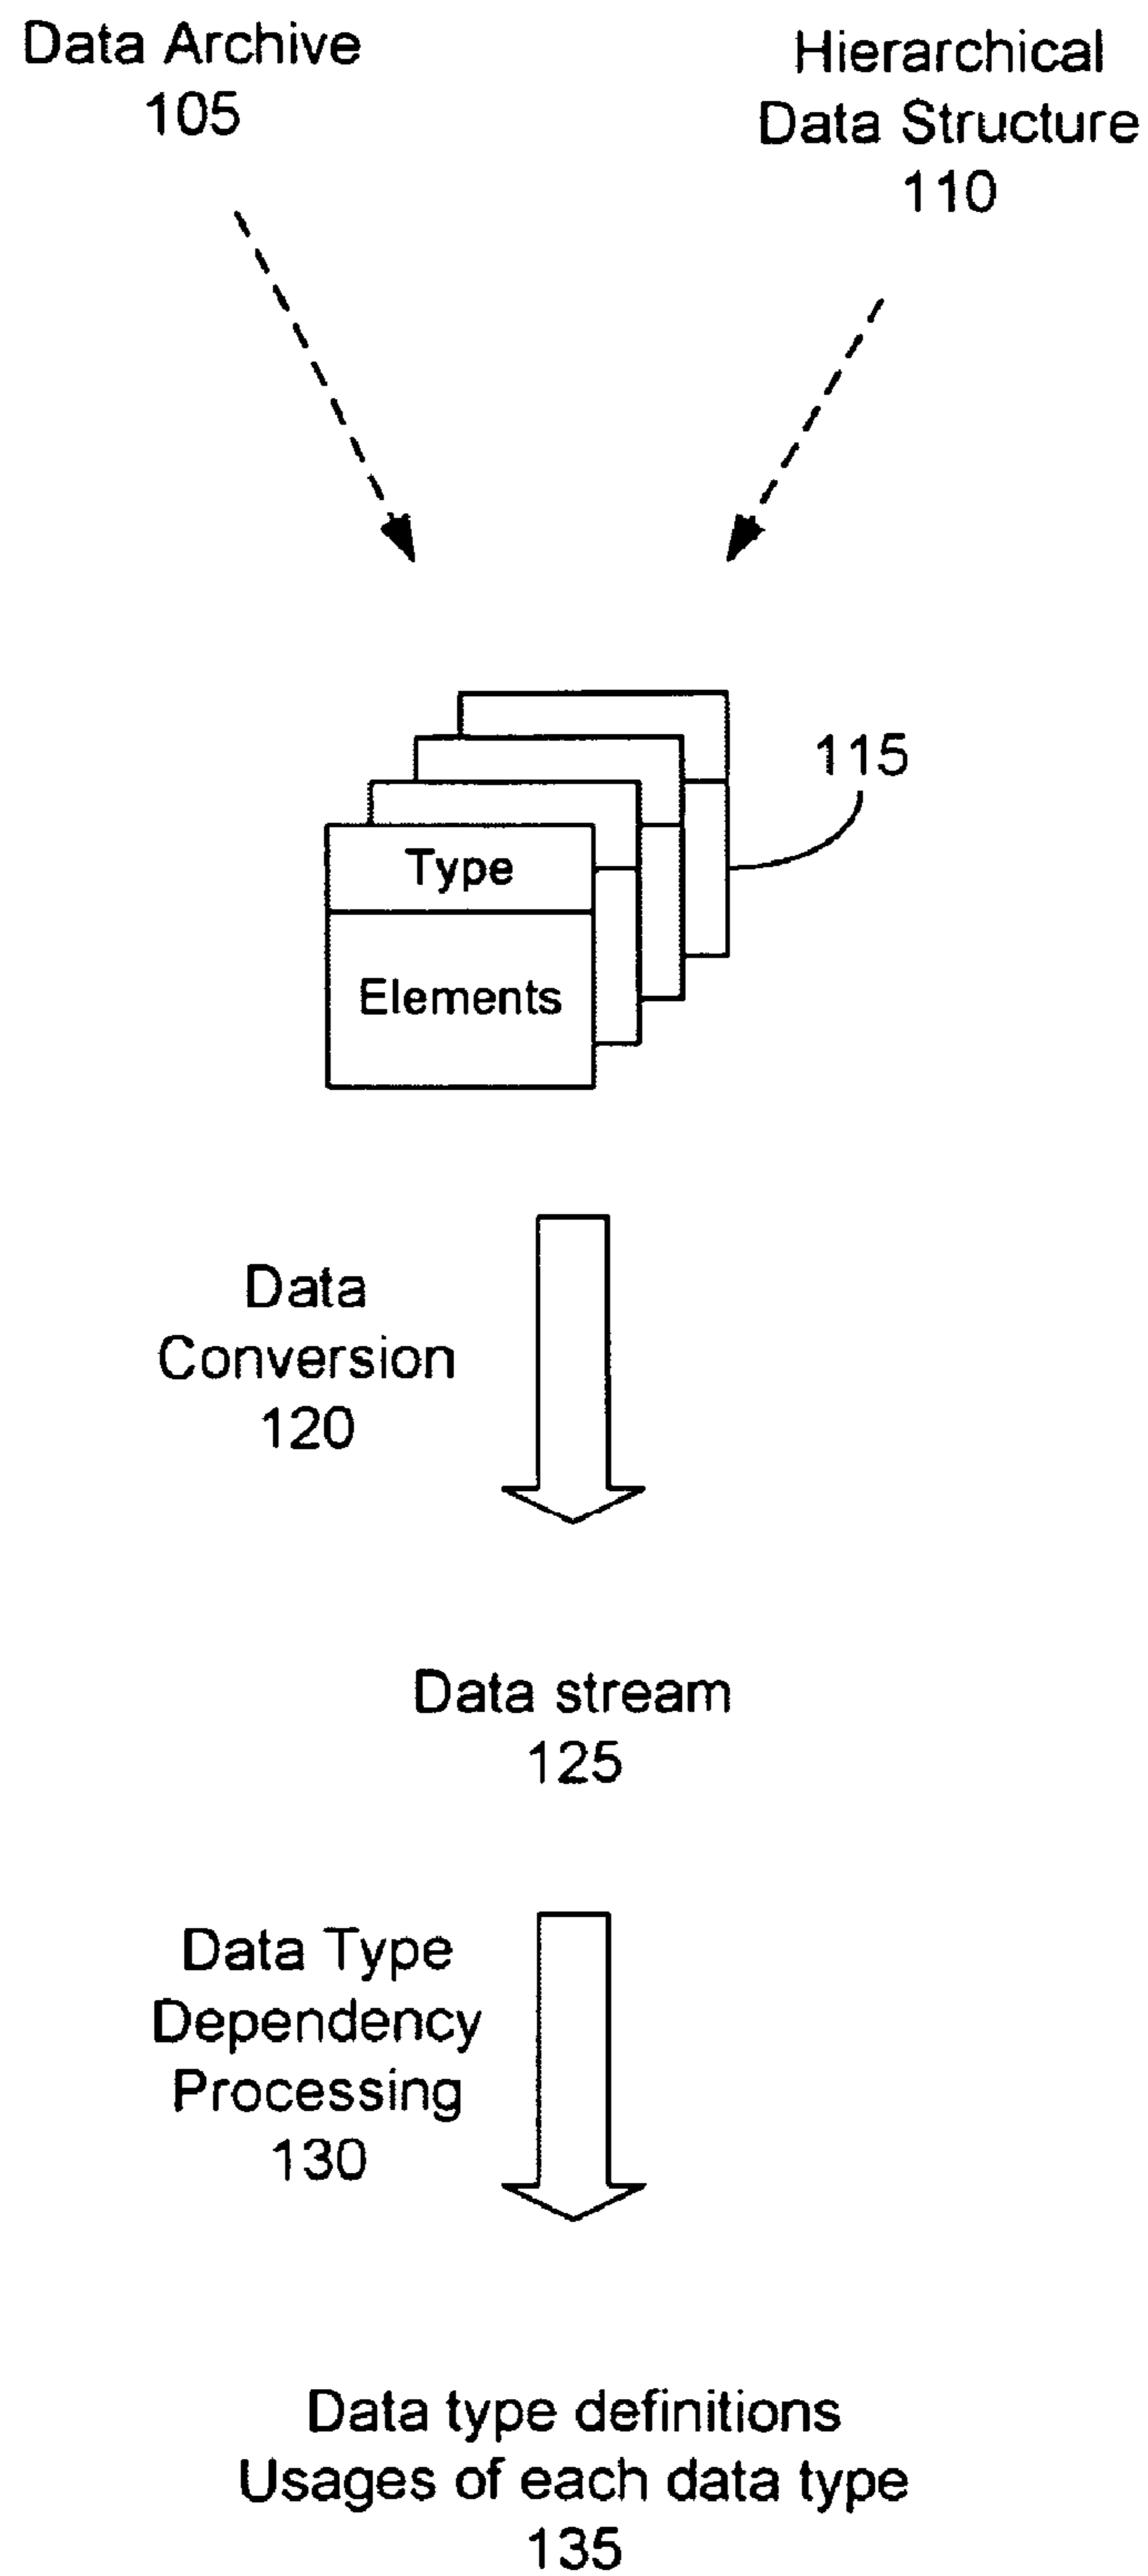 Data Archive
105
Hierarchical
Data Structure
110
115
Type
Elements
Data
Conversion
120
Data stream
125
Data Type
Dependency
Processing
130
Data type definitions
Usages of each data type
135